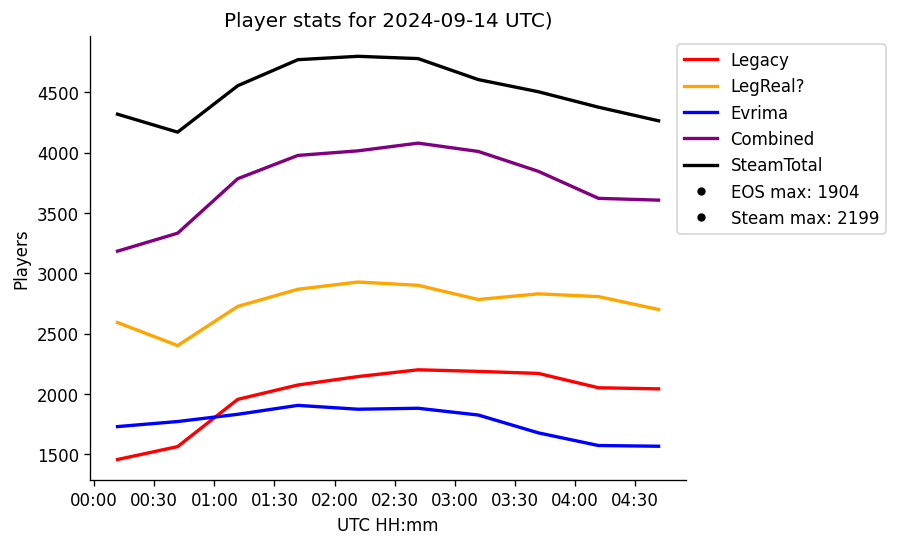 Player stats for 2024-09-14 UTC)
Players
4500
4000
3500
3000
2500
2000
1500
00:00 00:30 01:00 01:30 02:00 02:30 03:00 03:30 04:00 04:30
UTC HH:mm
Legacy
LegReal?
Evrima
Combined
SteamTotal
EOS max: 1904
Steam max: 2199